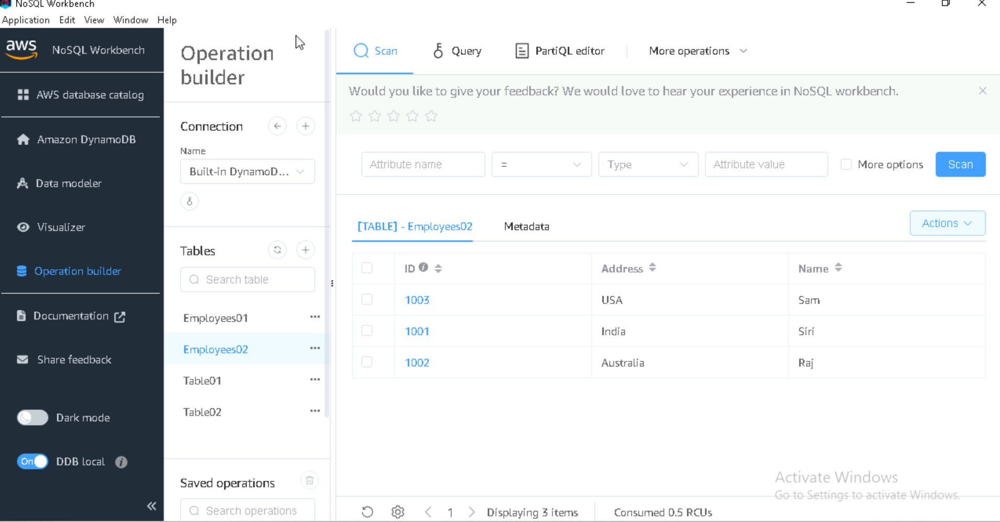 NoSQL Workbench
Application Edit View Window Help
aws NoSQL Workbench
AWS database catalog
Amazon DynamoDB
Data modeler
Visualizer
Operation builder
Documentation
Share feedback
Dark mode
On DDB local
Operation
builder
Connection
Name
Built-in DynamoD...
Tables
Search table
Employees01
Employees02
Table01
Table02
Saved operations
Search operations
Scan Query PartiQL editor More operations
Would you like to give your feedback? We would love to hear your experience in NoSQL workbench.
Attribute name = Type Attribute value More options Scan
[TABLE] - Employees02 Metadata Actions
ID Address Name
1003 USA Sam
1001 India Siri
1002 Australia Raj
Activate Windows
Go to Settings to activate Windows.
1 Displaying 3 items Consumed 0.5 RCUs